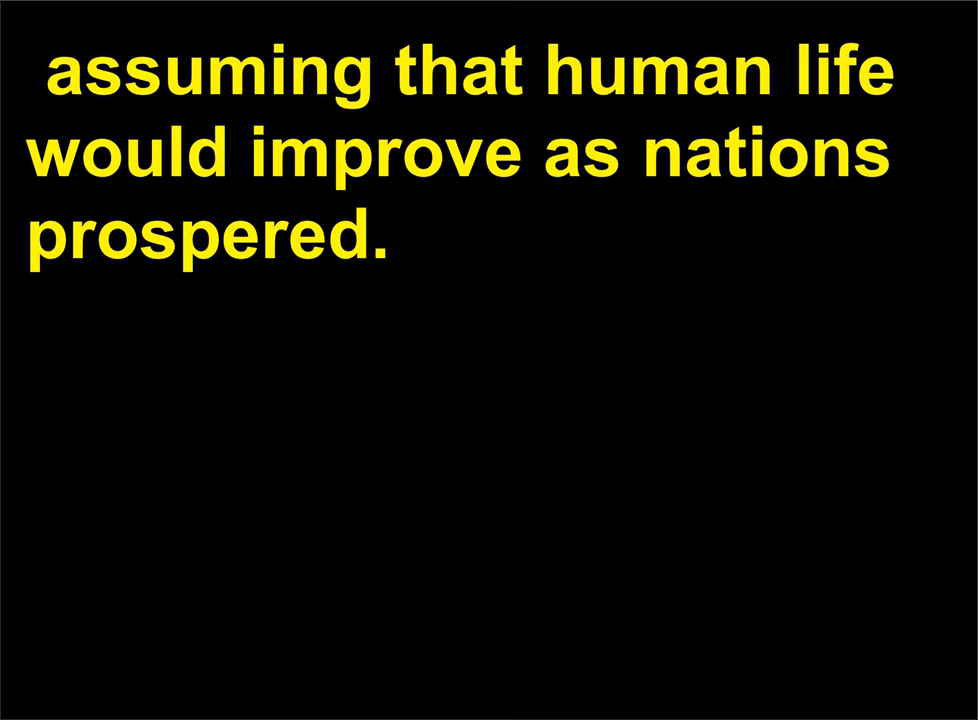 assuming that human life
would improve as nations
prospered.